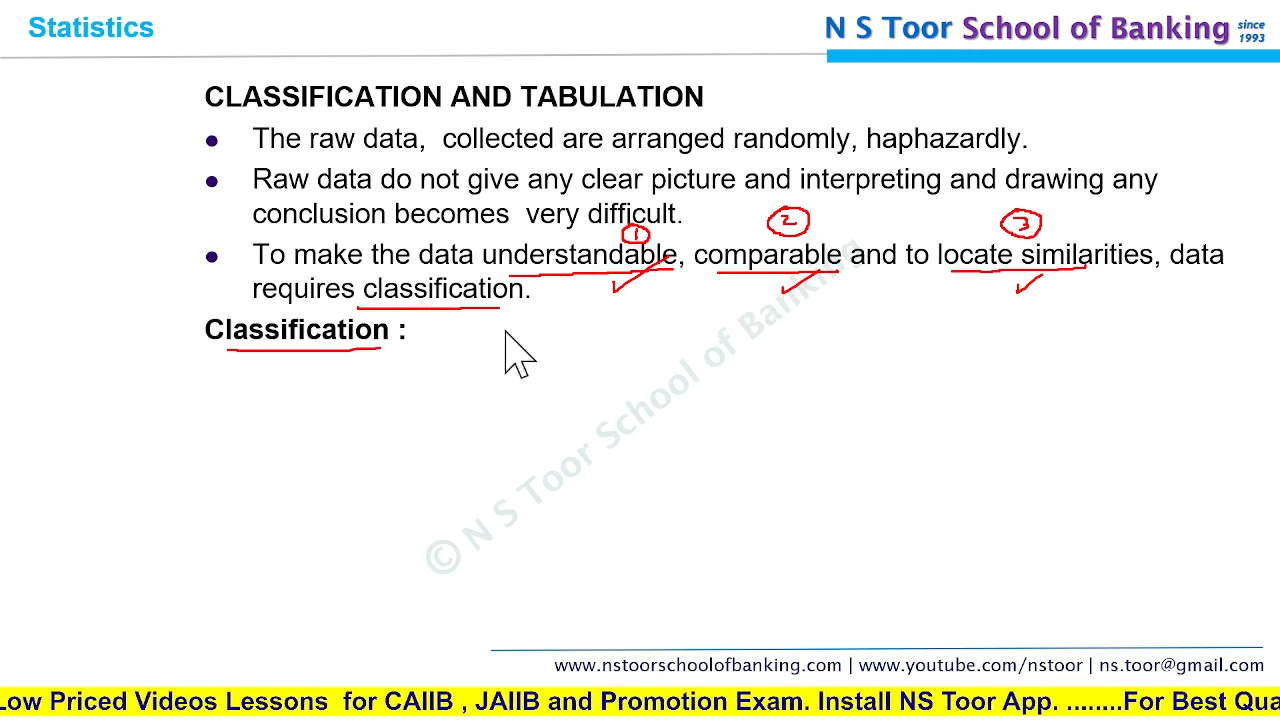 Statistics
N S Toor School of Banking since 1993
CLASSIFICATION AND TABULATION
• The raw data, collected are arranged randomly, haphazardly.
• Raw data do not give any clear picture and interpreting and drawing any
conclusion becomes very difficult.
1 2 3
• To make the data understandable, comparable and to locate similarities, data
requires classification.
Classification :
© N S Toor School of Banking
www.nstoorschoolofbanking.com | www.youtube.com/nstoor | ns.toor@gmail.com
Low Priced Videos Lessons for CAIIB , JAIIB and Promotion Exam. Install NS Toor App. ........For Best Qua